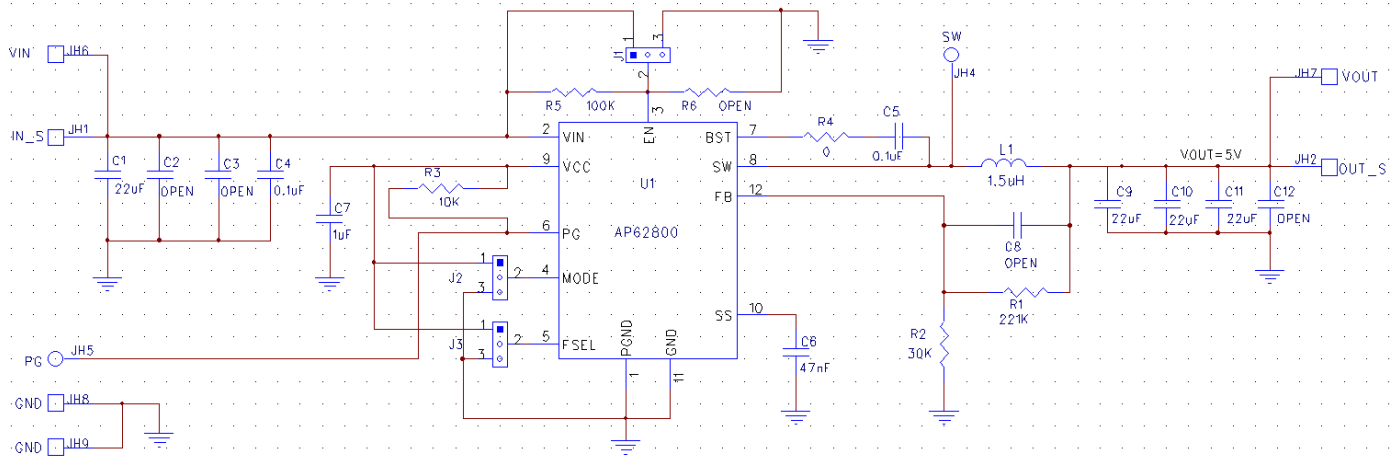 SW
VIN JH6
J1 1 3 2
JH4
JH7 VOUT
R5 100K R6 OPEN
3
EN
IN_S JH1
2 VIN BST 7 R4 0 C5 0.1uF
9 VCC SW 8 L1 1.5uH VOUT=5V JH2 OUT_S
C1 22uF C2 OPEN C3 OPEN C4 0.1uF
R3 10K
U1
FB 12
C9 22uF C10 22uF C11 22uF C12 OPEN
C7 1uF
6 PG AP62800
C8 OPEN
J2 1 2 3 4 MODE
R1 221K
SS 10
J3 1 2 3 5 FSEL
R2 30K
C6 47nF
PGND GND
PG JH5
1 11
GND JH8
GND JH9